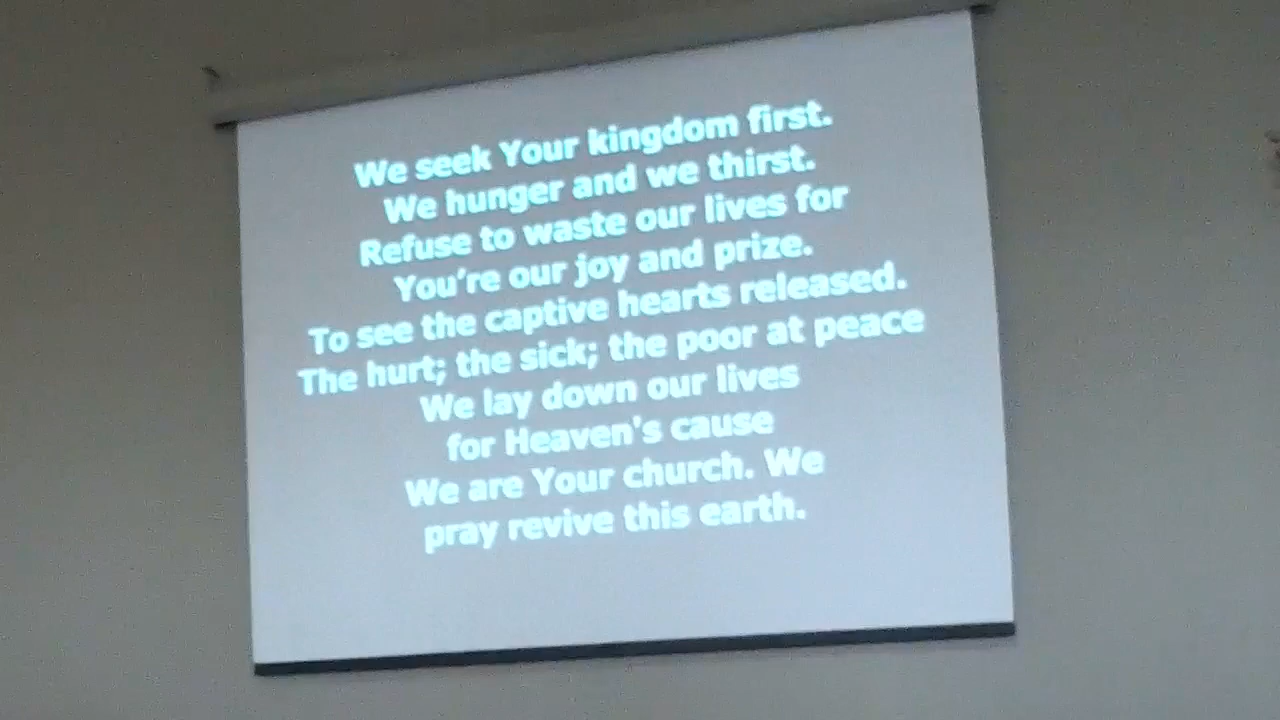 We seek Your kingdom first.
We hunger and we thirst.
Refuse to waste our lives for
You're our joy and prize.
To see the captive hearts released.
The hurt; the sick; the poor at peace
We lay down our lives
for Heaven's cause
We are Your church. We
pray revive this earth.